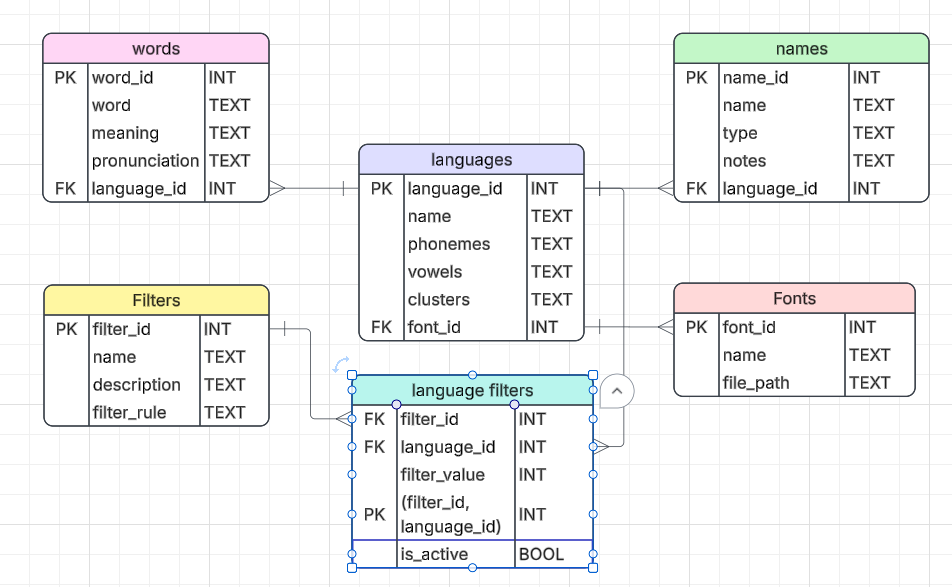 words
PK word_id INT
word TEXT
meaning TEXT
pronunciation TEXT
FK language_id INT
names
PK name_id INT
name TEXT
type TEXT
notes TEXT
FK language_id INT
languages
PK language_id INT
name TEXT
phonemes TEXT
vowels TEXT
clusters TEXT
FK font_id INT
Filters
PK filter_id INT
name TEXT
description TEXT
filter_rule TEXT
Fonts
PK font_id INT
name TEXT
file_path TEXT
language filters
FK filter_id INT
FK language_id INT
filter_value INT
PK (filter_id, INT
language_id)
is_active BOOL